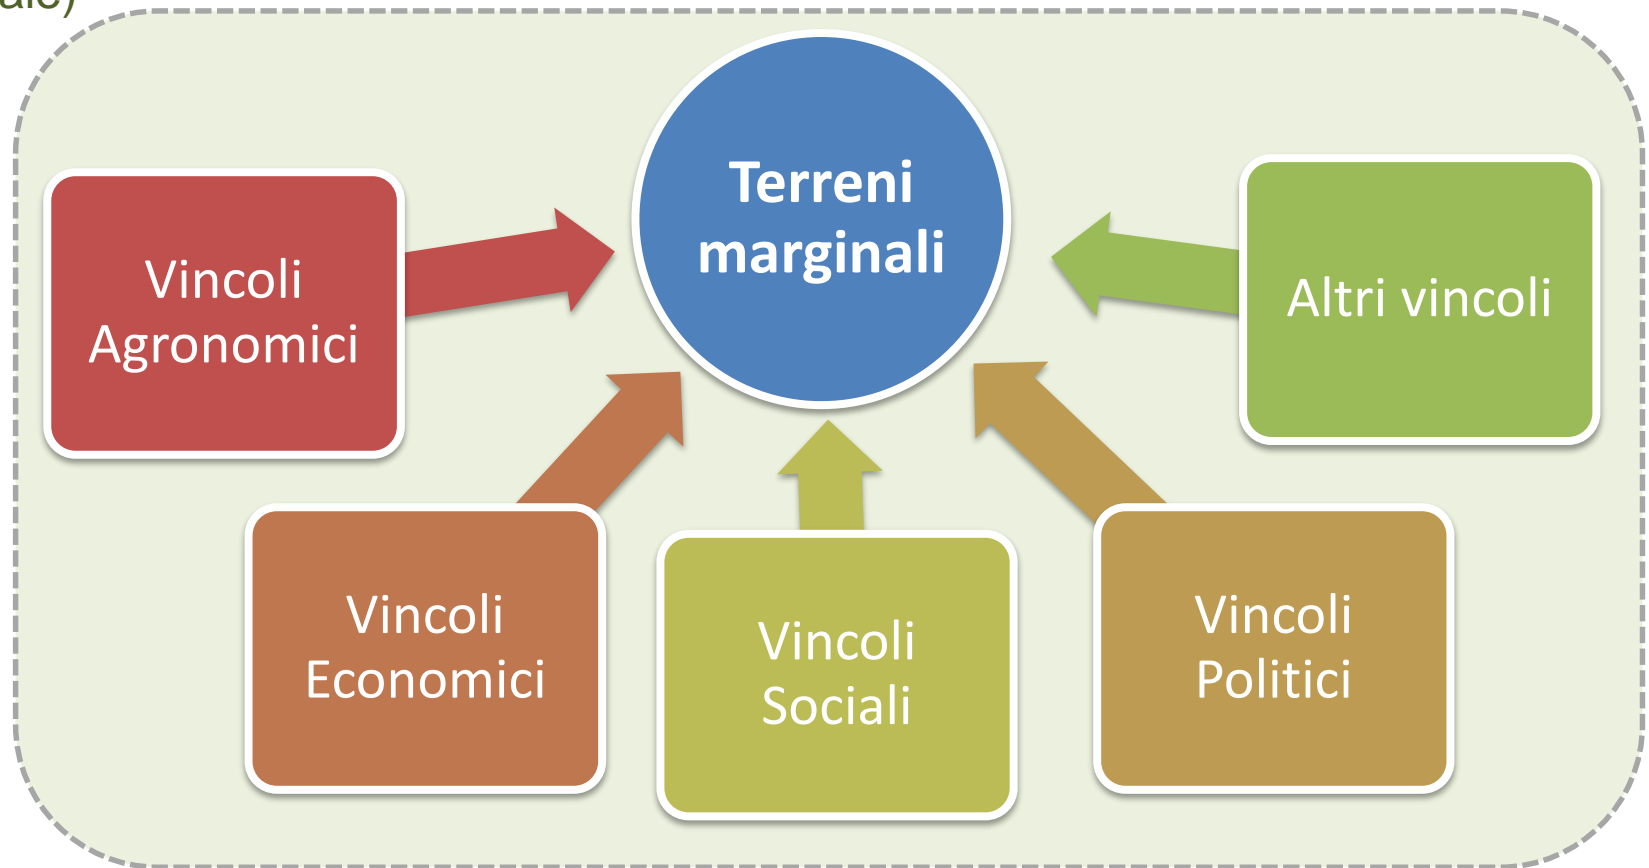 Terreni
marginali
Vincoli
Agronomici
Altri vincoli
Vincoli
Economici
Vincoli
Sociali
Vincoli
Politici